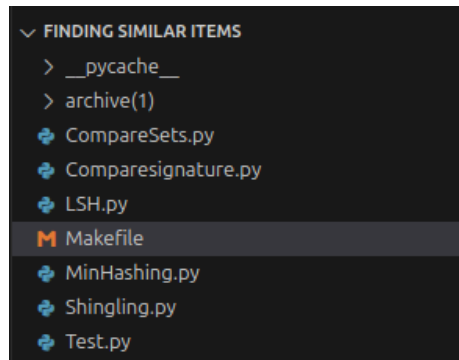 FINDING SIMILAR ITEMS
__pycache__
archive(1)
CompareSets.py
Comparesignature.py
LSH.py
M Makefile
MinHashing.py
Shingling.py
Test.py